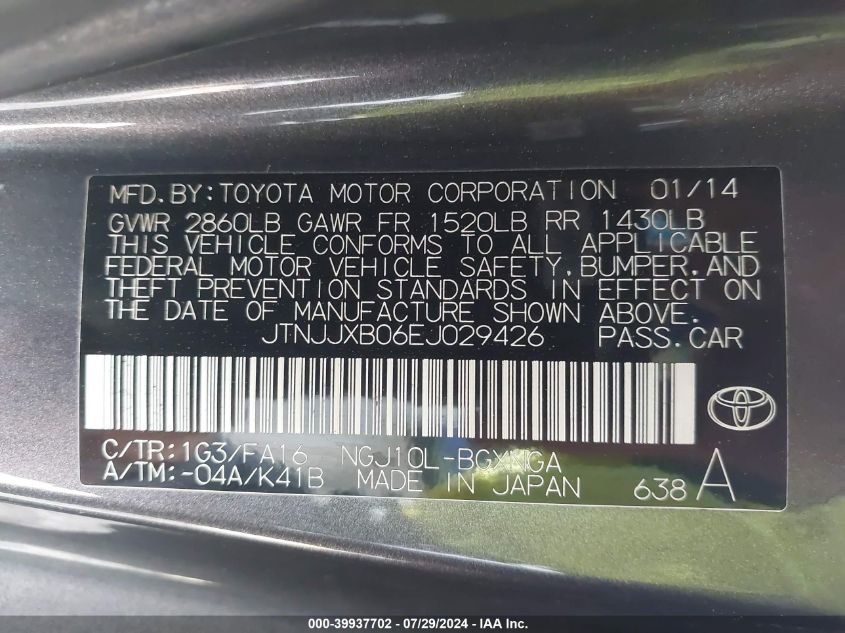 MFD.BY:TOYOTA MOTOR CORPORATION 01/14
GVWR 2860LB GAWR FR 1520LB RR 1430LB
THIS VEHICLE CONFORMS TO ALL APPLICABLE
FEDERAL MOTOR VEHICLE SAFETY,BUMPER,AND
THEFT PREVENTION STANDARDS IN EFFECT ON
THE DATE OF MANUFACTURE SHOWN ABOVE.
JTNJJXB06EJ029426 PASS.CAR
C/TR:1G3/FA16 NGJ10L-BGXWGA
A/TM:-04A/K41B MADE IN JAPAN 638 A
000-39937702 - 07/29/2024 - IAA Inc.